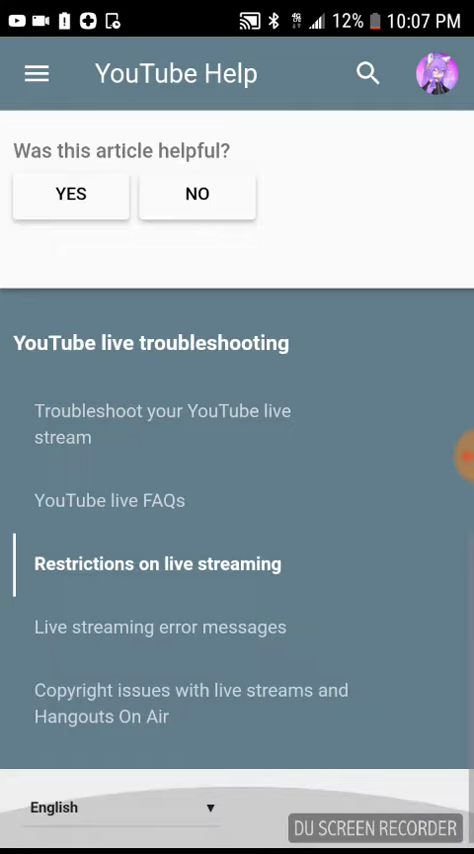 12% 10:07 PM
YouTube Help
Was this article helpful?
YES NO
YouTube live troubleshooting
Troubleshoot your YouTube live
stream
YouTube live FAQs
Restrictions on live streaming
Live streaming error messages
Copyright issues with live streams and
Hangouts On Air
English
DU SCREEN RECORDER